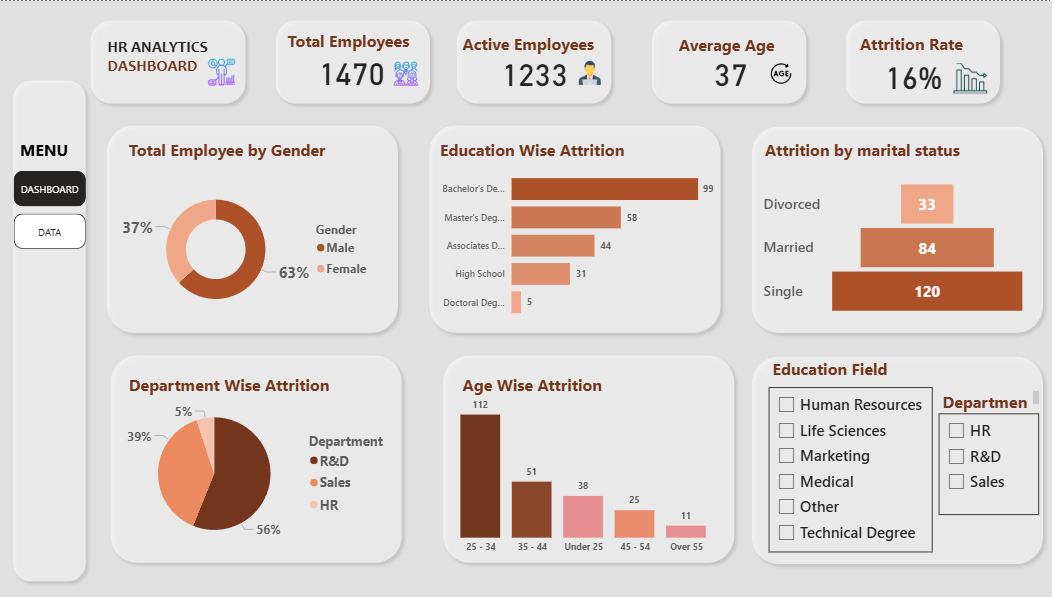 HR ANALYTICS
DASHBOARD
Total Employees
1470
Active Employees
1233
Average Age
37
AGE
Attrition Rate
16%
MENU
DASHBOARD
DATA
Total Employee by Gender
37%
63%
Gender
Male
Female
Education Wise Attrition
Bachelor's De... 99
Master's Deg... 58
Associates D... 44
High School 31
Doctoral Deg... 5
Attrition by marital status
Divorced 33
Married 84
Single 120
Department Wise Attrition
5%
39%
56%
Department
R&D
Sales
HR
Age Wise Attrition
112
51
38
25
11
25 - 34 35 - 44 Under 25 45 - 54 Over 55
Education Field
Human Resources
Life Sciences
Marketing
Medical
Other
Technical Degree
Departmen
HR
R&D
Sales